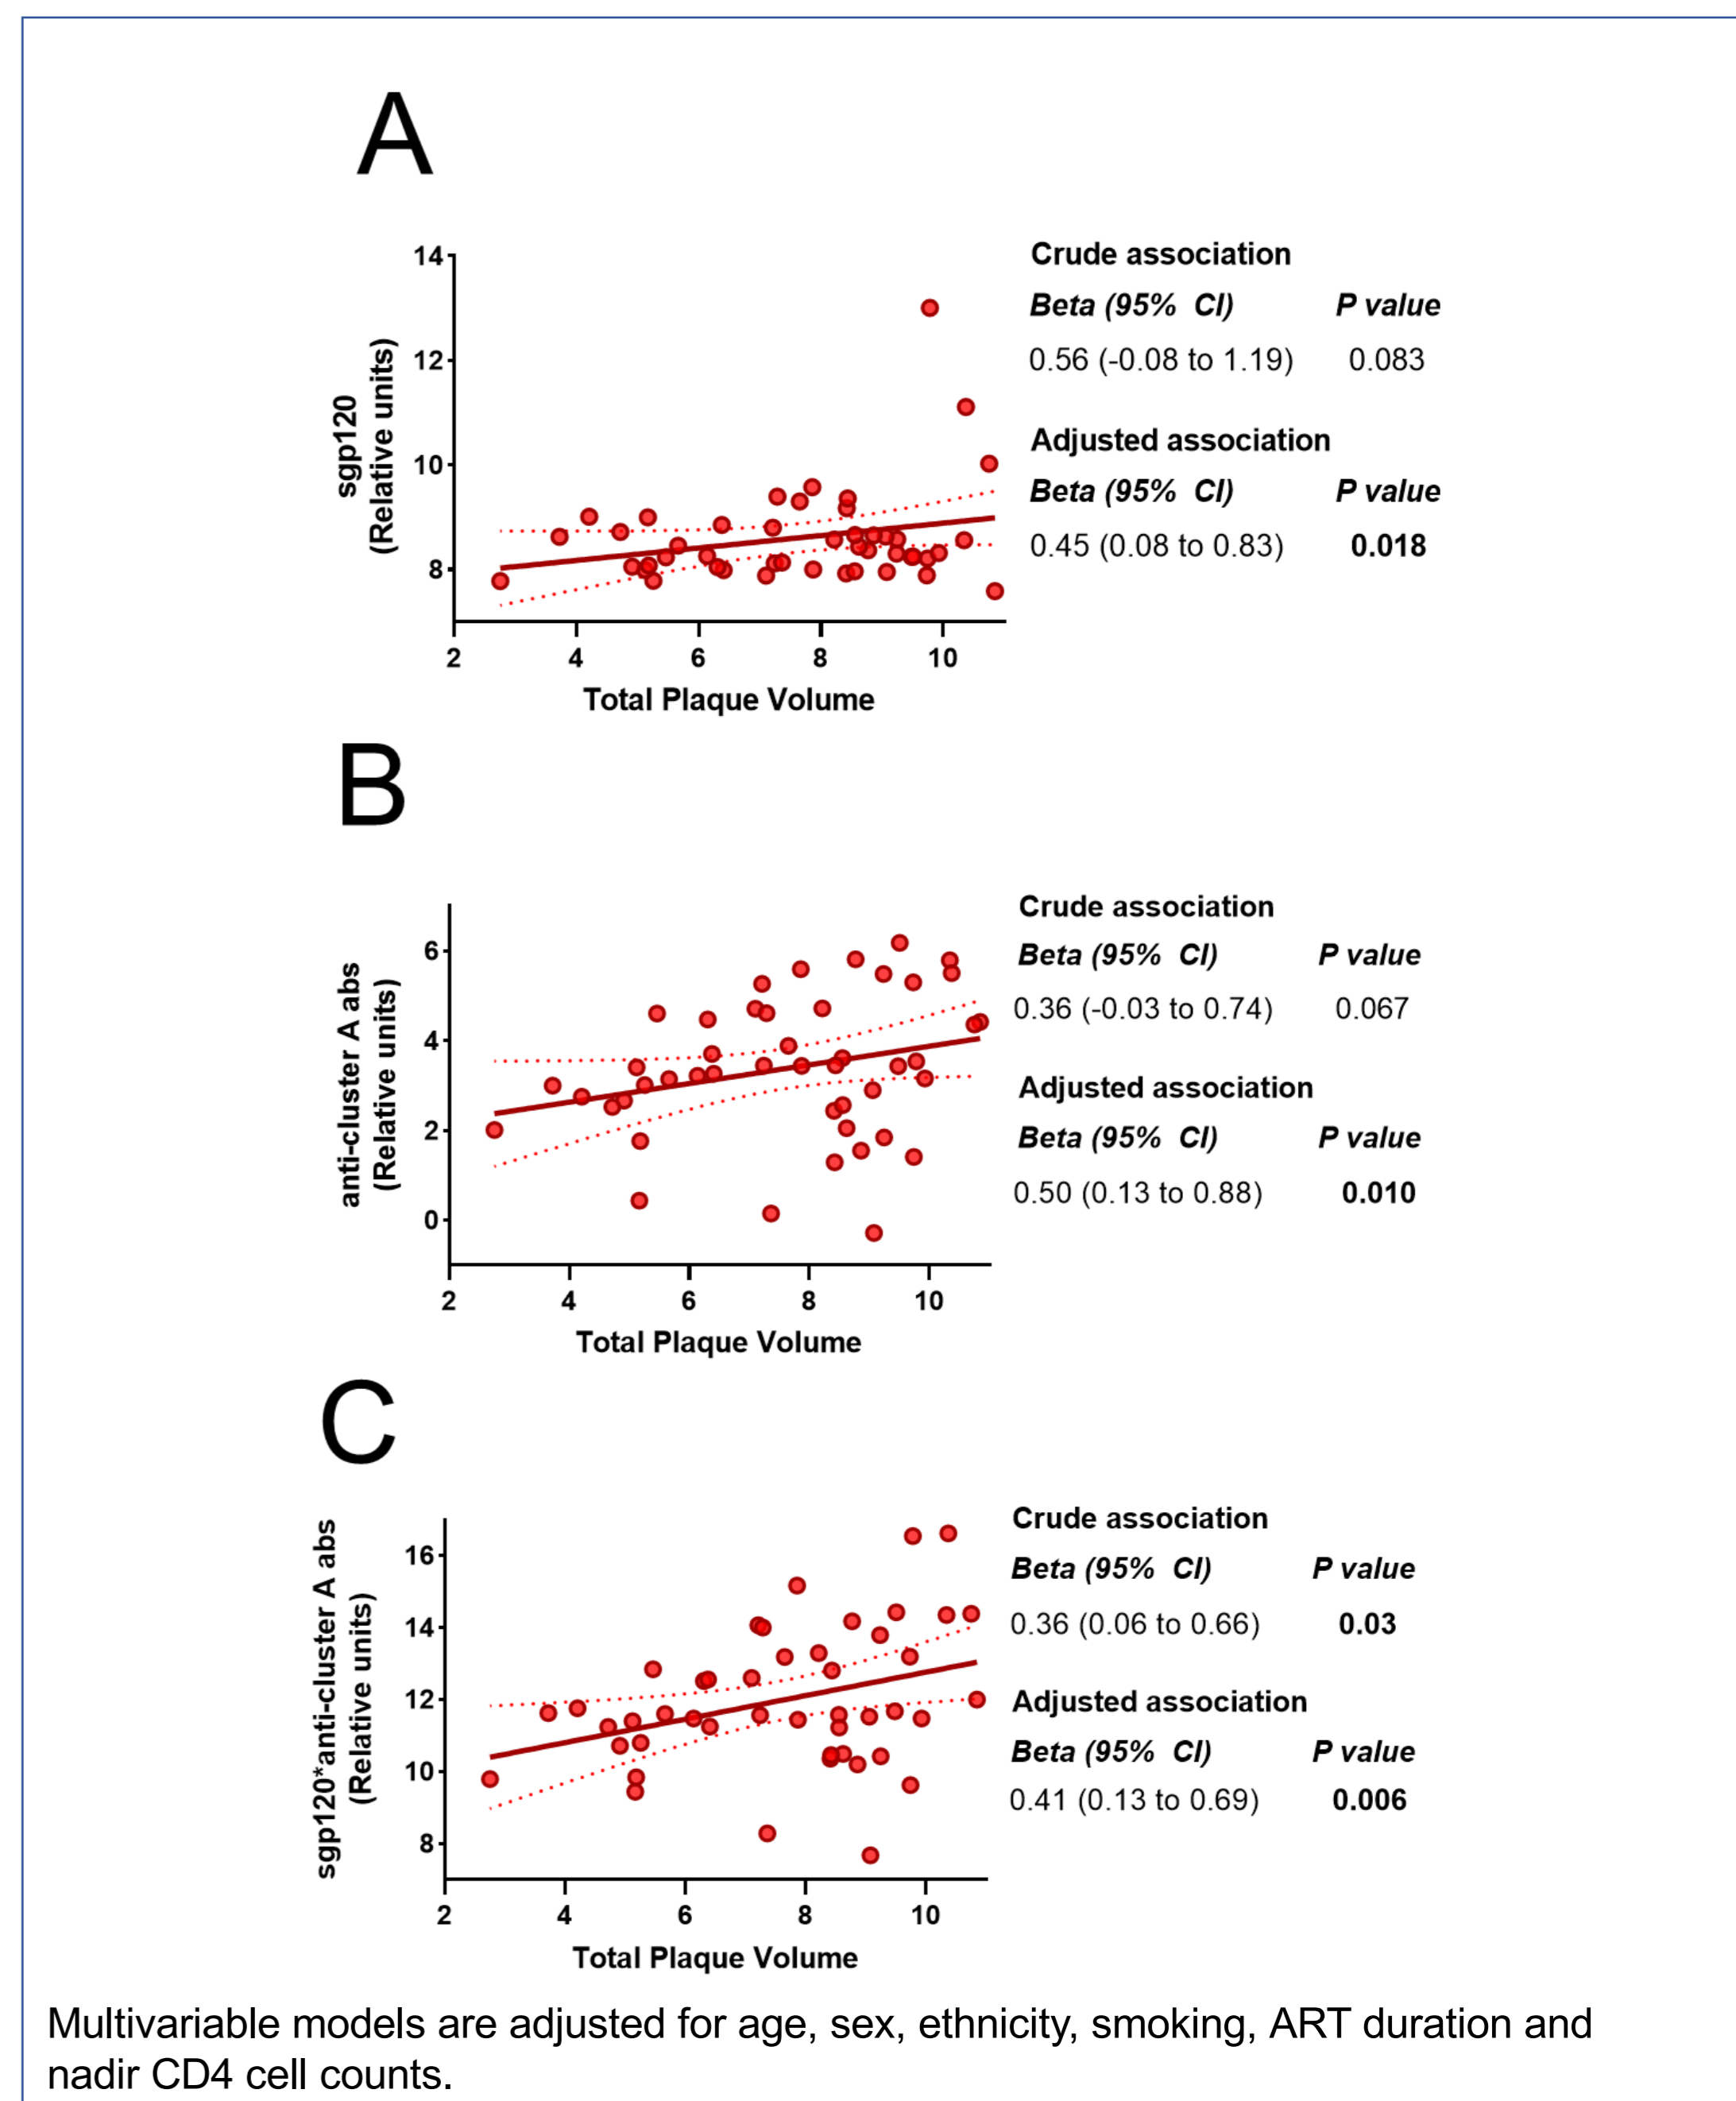 A
sgp120
(Relative units)
14
12
10
8
2 4 6 8 10
Total Plaque Volume
Crude association
Beta (95% CI) P value
0.56 (-0.08 to 1.19) 0.083
Adjusted association
Beta (95% CI) P value
0.45 (0.08 to 0.83) 0.018
B
anti-cluster A abs
(Relative units)
6
4
2
0
2 4 6 8 10
Total Plaque Volume
Crude association
Beta (95% CI) P value
0.36 (-0.03 to 0.74) 0.067
Adjusted association
Beta (95% CI) P value
0.50 (0.13 to 0.88) 0.010
C
sgp120*anti-cluster A abs
(Relative units)
16
14
12
10
8
2 4 6 8 10
Total Plaque Volume
Crude association
Beta (95% CI) P value
0.36 (0.06 to 0.66) 0.03
Adjusted association
Beta (95% CI) P value
0.41 (0.13 to 0.69) 0.006
Multivariable models are adjusted for age, sex, ethnicity, smoking, ART duration and
nadir CD4 cell counts.